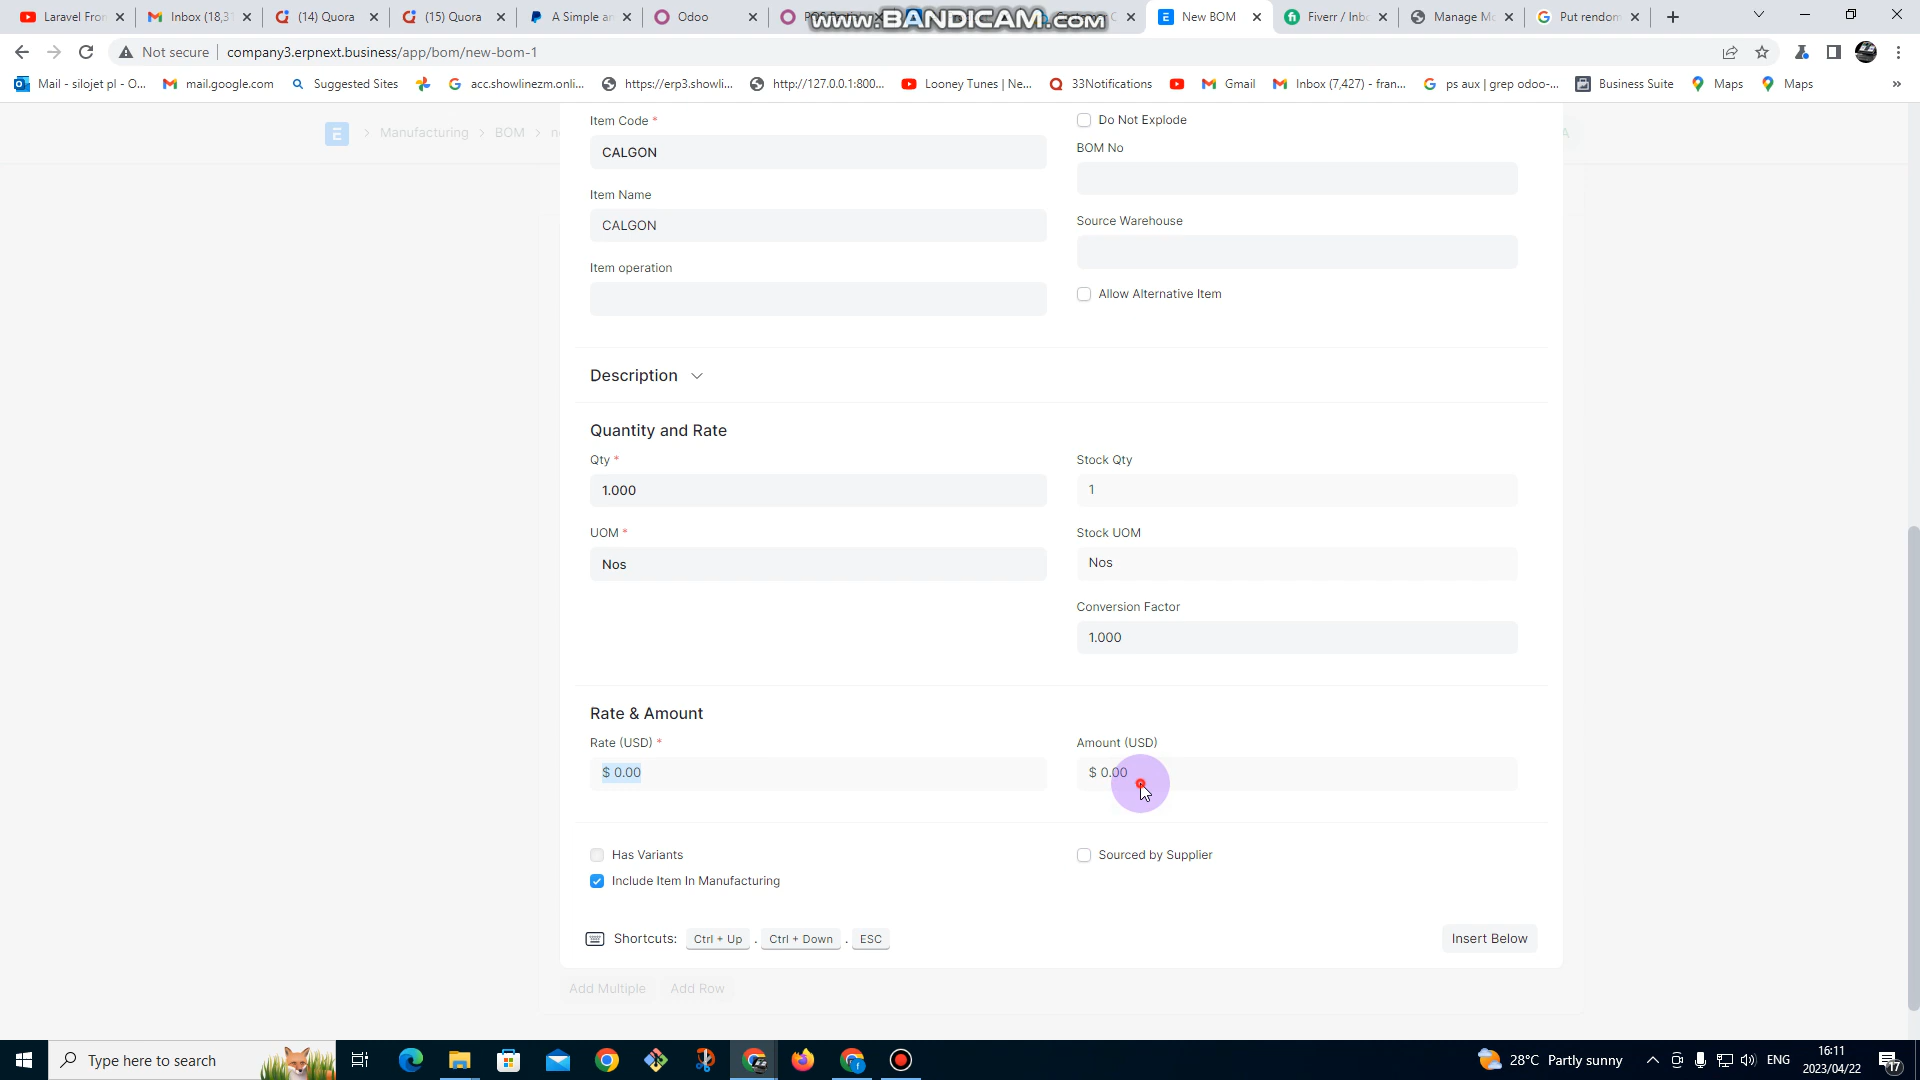 Laravel Fron
Inbox (18,3
(14) Quora
(15) Quora
A Simple an
Odoo
www.BANDICAM.com
New BOM
Fiverr / Inb
Manage Mo
Put rendom
Not secure
company3.erpnext.business/app/bom/new-bom-1
Mail - silojet pl - O...
mail.google.com
Suggested Sites
acc.showlinezm.onli...
https://erp3.showli...
http://127.0.0.1:800...
Looney Tunes | Ne...
33Notifications
Gmail
Inbox (7,427) - fran...
ps aux | grep odoo-...
Business Suite
Maps
Maps
»
E
Manufacturing
BOM
Item Code *
Do Not Explode
CALGON
BOM No
Item Name
CALGON
Source Warehouse
Item operation
Allow Alternative Item
Description
Quantity and Rate
Qty *
Stock Qty
1.000
1
UOM *
Stock UOM
Nos
Nos
Conversion Factor
1.000
Rate & Amount
Rate (USD) *
Amount (USD)
$ 0.00
$ 0.00
Has Variants
Sourced by Supplier
Include Item In Manufacturing
Shortcuts: Ctrl + Up . Ctrl + Down . ESC
Insert Below
Add Multiple
Add Row
Type here to search
28°C Partly sunny
ENG
16:11
2023/04/22
17